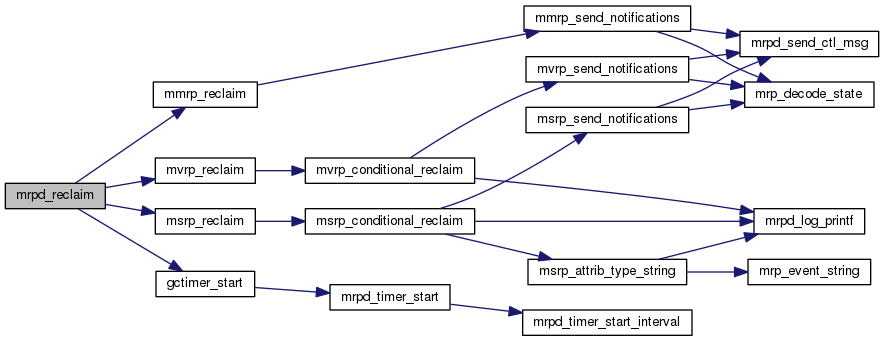 mrpd_reclaim
mmrp_reclaim
mvrp_reclaim
msrp_reclaim
gctimer_start
mvrp_conditional_reclaim
msrp_conditional_reclaim
mrpd_timer_start
mmrp_send_notifications
mvrp_send_notifications
msrp_send_notifications
msrp_attrib_type_string
mrpd_timer_start_interval
mrpd_send_ctl_msg
mrp_decode_state
mrpd_log_printf
mrp_event_string